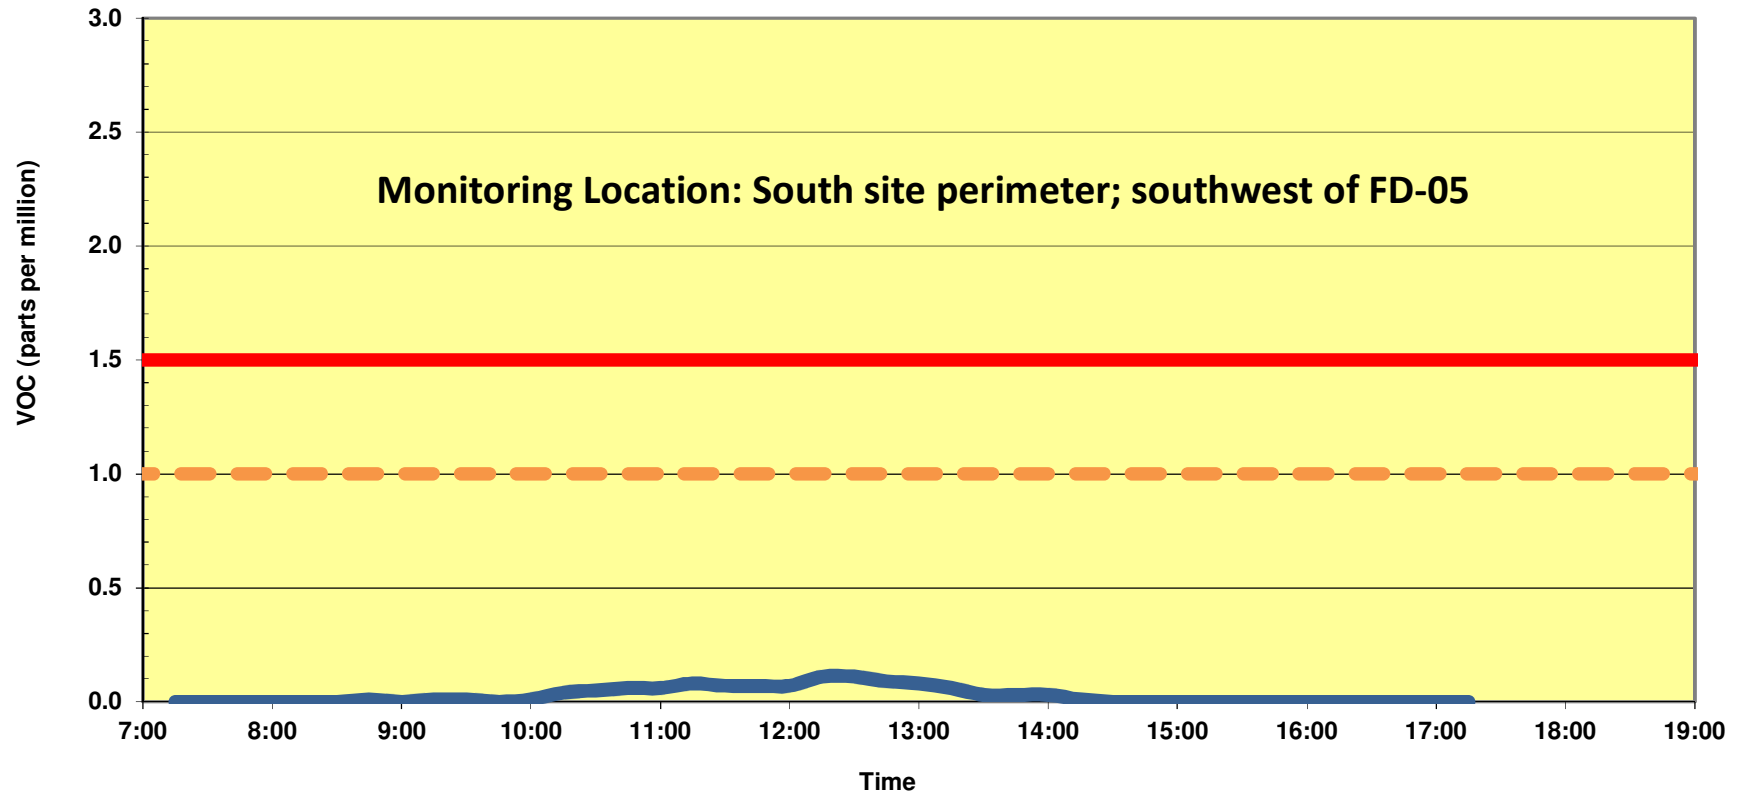 3.0
2.5
Monitoring Location: South site perimeter; southwest of FD-05
2.0
VOC (parts per million)
1.5
1.0
0.5
0.0
7:00 8:00 9:00 10:00 11:00 12:00 13:00 14:00 15:00 16:00 17:00 18:00 19:00
Time